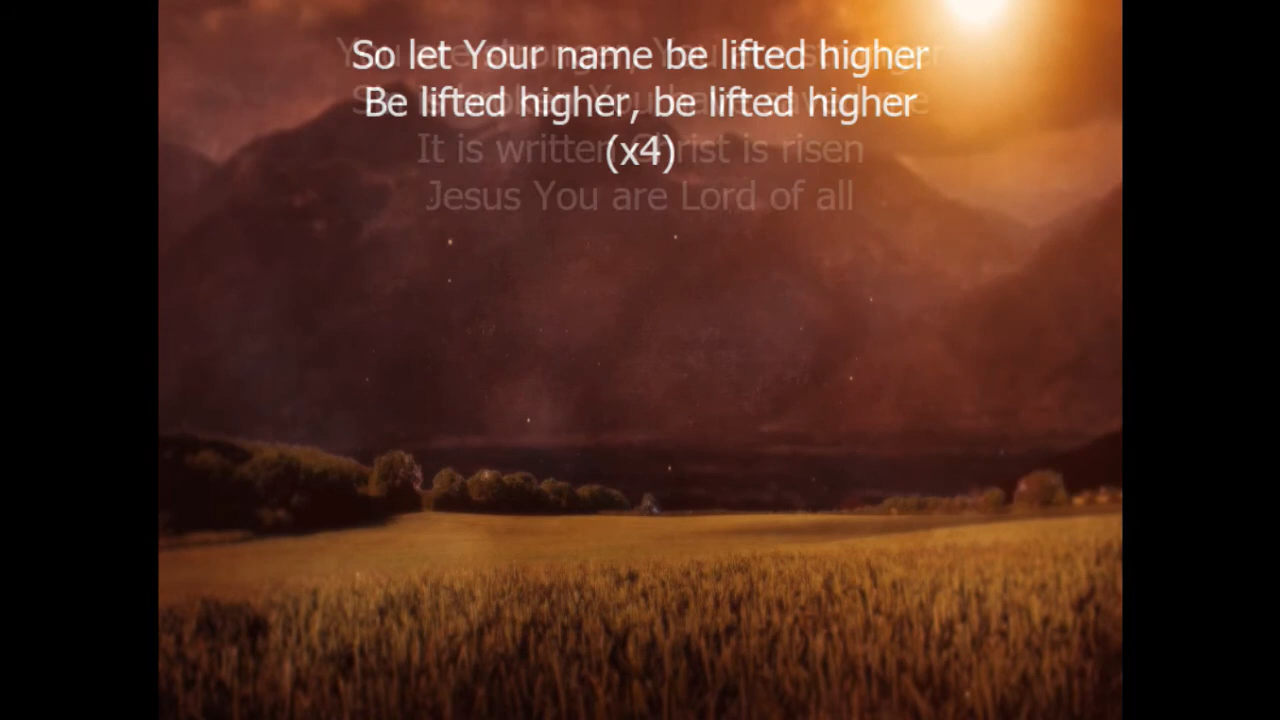 So let Your name be lifted higher
Be lifted higher, be lifted higher
(x4)
It is written Christ is risen
Jesus You are Lord of all